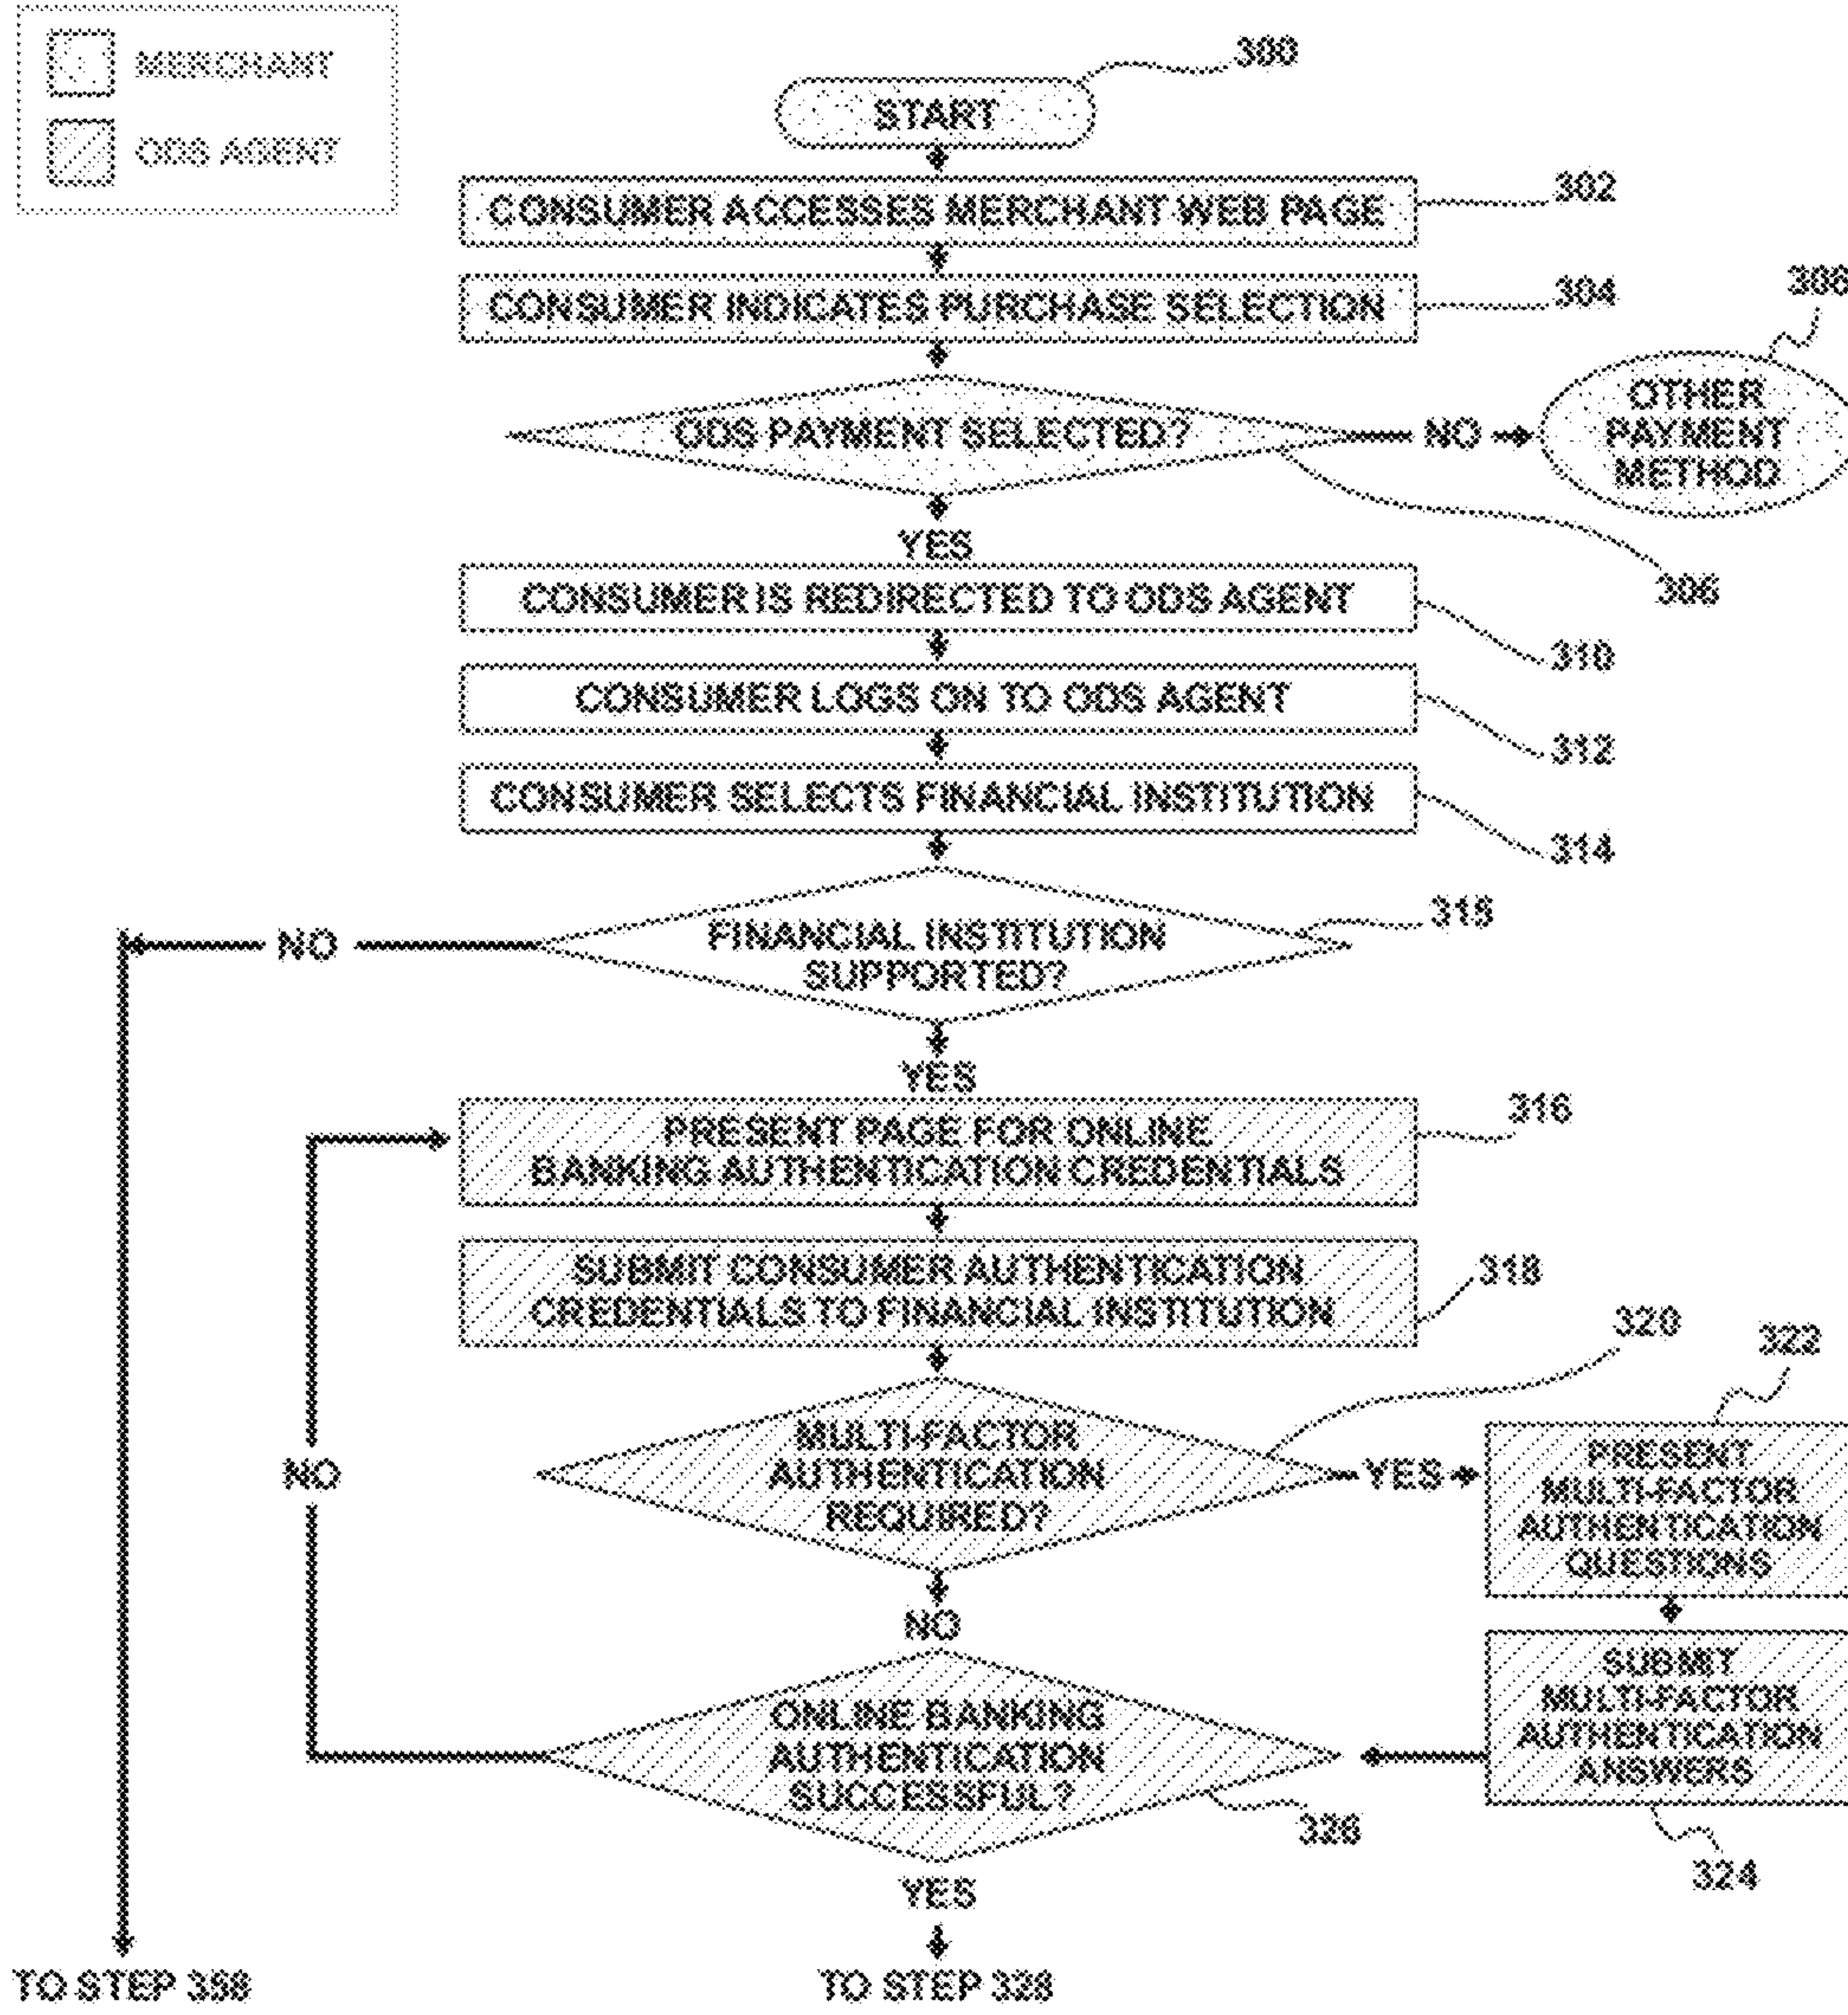 MERCHANT
ODS AGENT
300
START
CONSUMER ACCESSES MERCHANT WEB PAGE
302
CONSUMER INDICATES PURCHASE SELECTION
304
308
OTHER
PAYMENT
METHOD
ODS PAYMENT SELECTED?
NO
306
YES
CONSUMER IS REDIRECTED TO ODS AGENT
310
CONSUMER LOGS ON TO ODS AGENT
312
CONSUMER SELECTS FINANCIAL INSTITUTION
314
315
FINANCIAL INSTITUTION
SUPPORTED?
NO
YES
PRESENT PAGE FOR ONLINE
BANKING AUTHENTICATION CREDENTIALS
316
SUBMIT CONSUMER AUTHENTICATION
CREDENTIALS TO FINANCIAL INSTITUTION
318
320
322
MULTI-FACTOR
AUTHENTICATION
REQUIRED?
YES
PRESENT
MULTI-FACTOR
AUTHENTICATION
QUESTIONS
NO
NO
SUBMIT
MULTI-FACTOR
AUTHENTICATION
ANSWERS
324
ONLINE BANKING
AUTHENTICATION
SUCCESSFUL?
326
YES
TO STEP 358
TO STEP 328